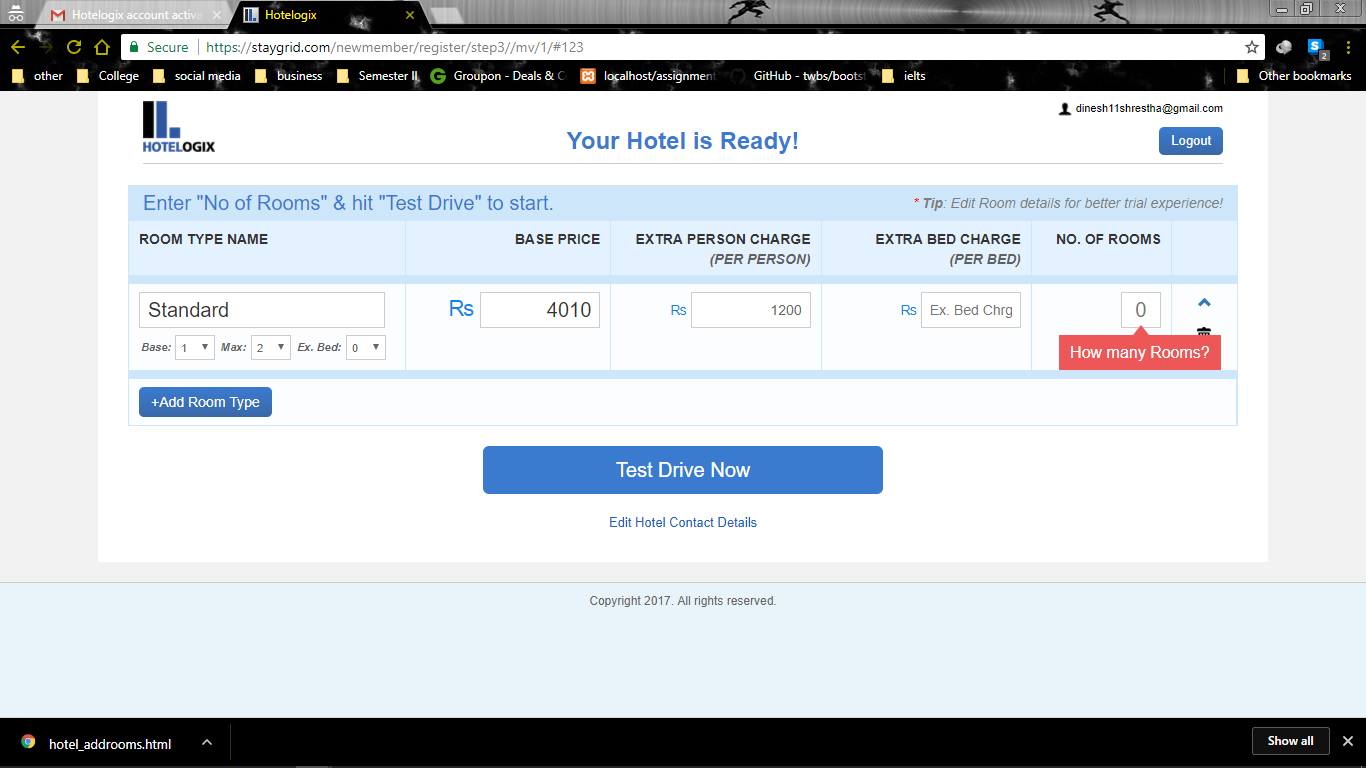 Hotelogix account activa
Hotelogix
Secure
https://staygrid.com/newmember/register/step3//mv/1/#123
S
2
other
College
social media
business
Semester II
Groupon - Deals & C
localhost/assignment
GitHub - twbs/boots
ielts
Other bookmarks
HOTELOGIX
dinesh11shrestha@gmail.com
Your Hotel is Ready!
Logout
Enter "No of Rooms" & hit "Test Drive" to start.
* Tip: Edit Room details for better trial experience!
ROOM TYPE NAME
BASE PRICE
EXTRA PERSON CHARGE
(PER PERSON)
EXTRA BED CHARGE
(PER BED)
NO. OF ROOMS
Standard
Rs 4010
Rs 1200
Rs Ex. Bed Chrg
0
Base: 1 Max: 2 Ex. Bed: 0
How many Rooms?
+Add Room Type
Test Drive Now
Edit Hotel Contact Details
Copyright 2017. All rights reserved.
hotel_addrooms.html
Show all